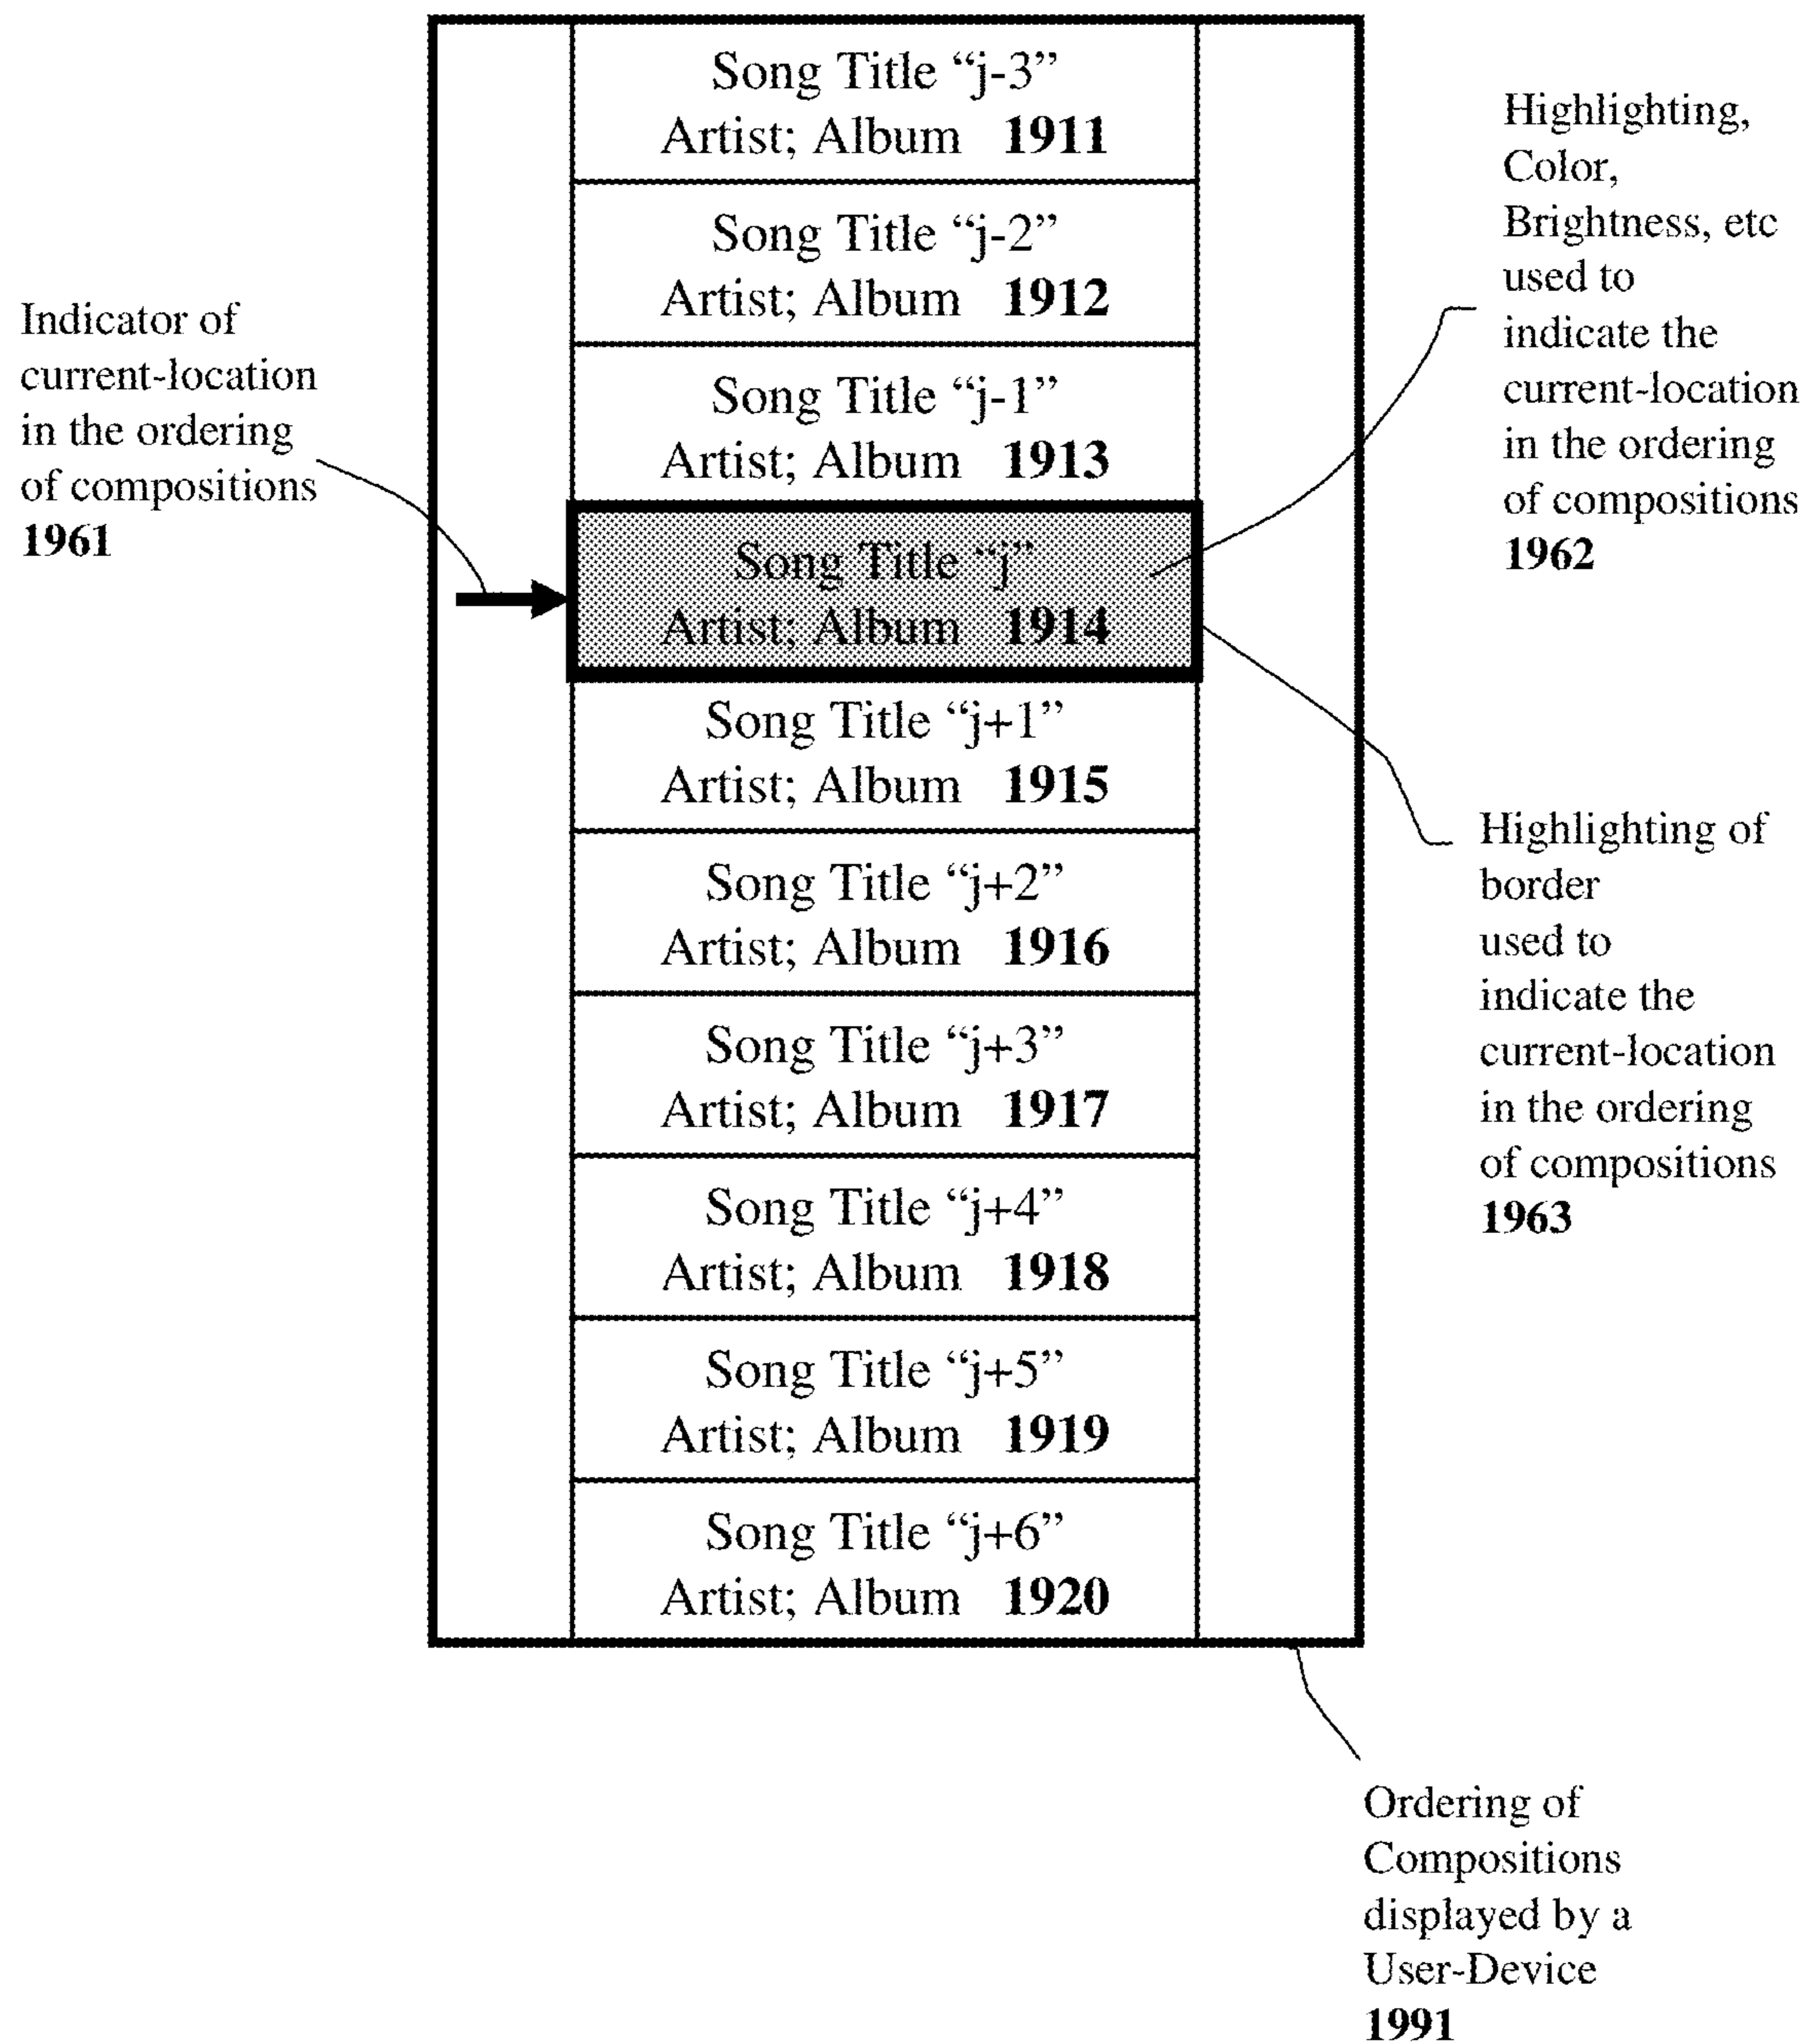 Song Title “j-3”
Artist; Album 1911
Song Title “j-2”
Artist; Album 1912
Song Title “j-1”
Artist; Album 1913
Song Title “j”
Artist; Album 1914
Song Title “j+1”
Artist; Album 1915
Song Title “j+2”
Artist; Album 1916
Song Title “j+3”
Artist; Album 1917
Song Title “j+4”
Artist; Album 1918
Song Title “j+5”
Artist; Album 1919
Song Title “j+6”
Artist; Album 1920
Indicator of
current-location
in the ordering
of compositions
1961
Highlighting,
Color,
Brightness, etc
used to
indicate the
current-location
in the ordering
of compositions
1962
Highlighting of
border
used to
indicate the
current-location
in the ordering
of compositions
1963
Ordering of
Compositions
displayed by a
User-Device
1991